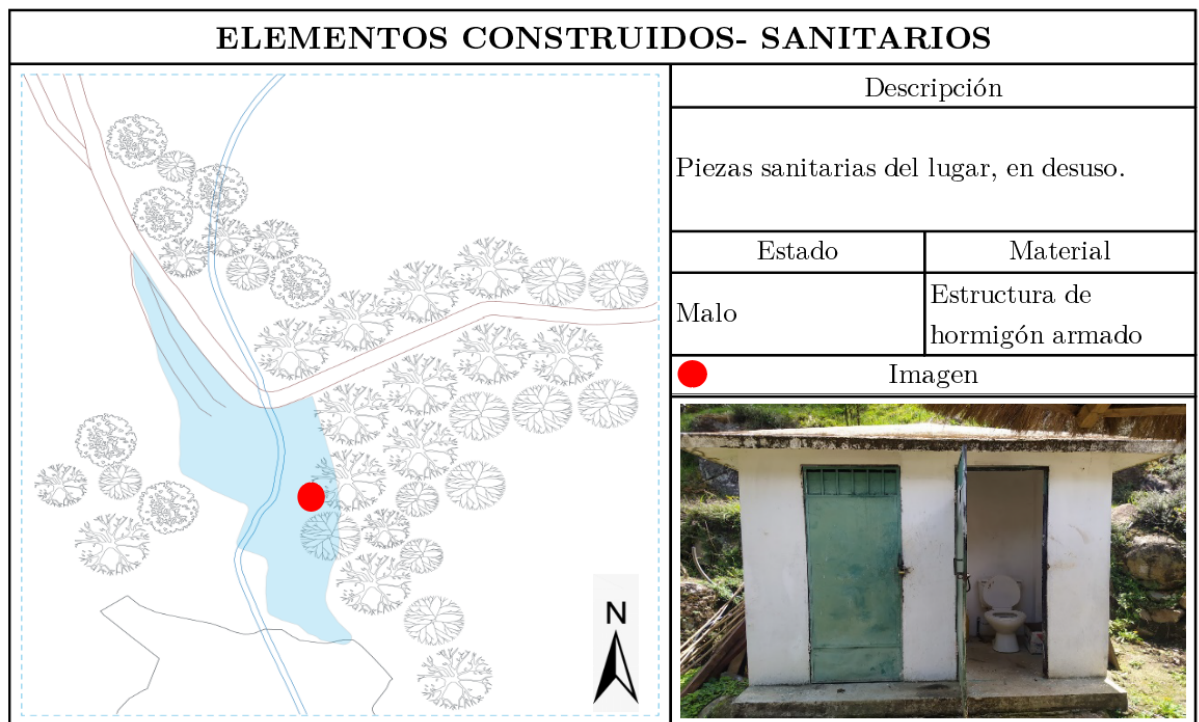 ELEMENTOS CONSTRUIDOS- SANITARIOS
Descripción
Piezas sanitarias del lugar, en desuso.
Estado
Material
Malo
Estructura de
hormigón armado
Imagen
N